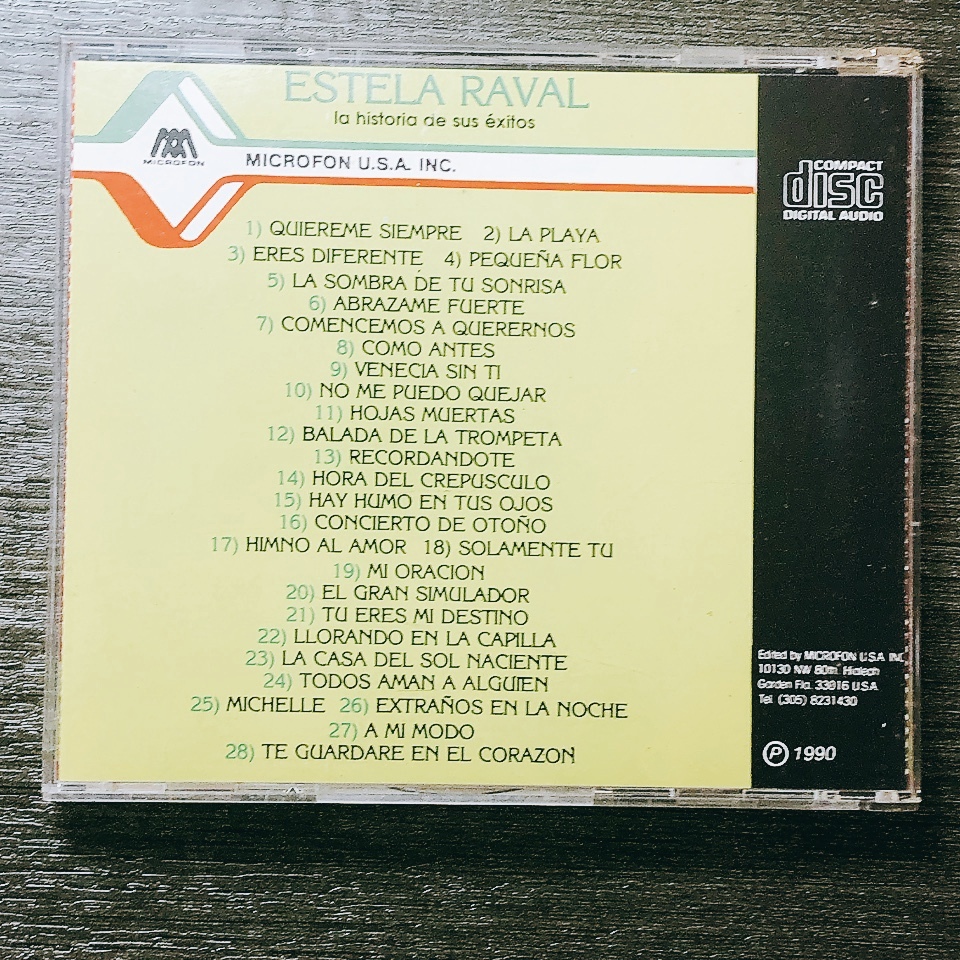 ESTELA RAVAL
la historia de sus éxitos
MICROFON
MICROFON U.S.A. INC.
COMPACT
disc
DIGITAL AUDIO
1) QUIEREME SIEMPRE 2) LA PLAYA
3) ERES DIFERENTE 4) PEQUEÑA FLOR
5) LA SOMBRA DE TU SONRISA
6) ABRAZAME FUERTE
7) COMENCEMOS A QUERERNOS
8) COMO ANTES
9) VENECIA SIN TI
10) NO ME PUEDO QUEJAR
11) HOJAS MUERTAS
12) BALADA DE LA TROMPETA
13) RECORDANDOTE
14) HORA DEL CREPUSCULO
15) HAY HUMO EN TUS OJOS
16) CONCIERTO DE OTOÑO
17) HIMNO AL AMOR 18) SOLAMENTE TU
19) MI ORACION
20) EL GRAN SIMULADOR
21) TU ERES MI DESTINO
22) LLORANDO EN LA CAPILLA
23) LA CASA DEL SOL NACIENTE
24) TODOS AMAN A ALGUIEN
25) MICHELLE 26) EXTRAÑOS EN LA NOCHE
27) A MI MODO
28) TE GUARDARE EN EL CORAZON
Edited by MICROFON U.S.A. INC
10130 NW 80m. Hialech
Garden Fla. 33016 U.S.A.
Tel. (305) 8231430
℗ 1990